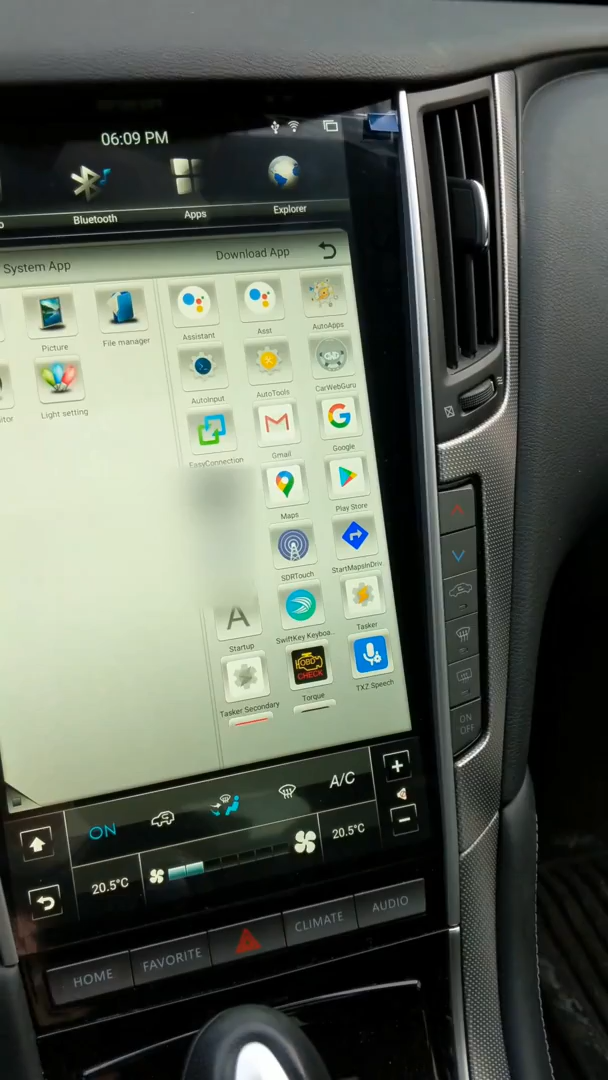 06:09 PM
Bluetooth
Apps
Explorer
System App
Download App
Picture
File manager
Assistant
Asst
AutoApps
Light setting
AutoInput
AutoTools
CarWebGuru
EasyConnection
Gmail
Google
Maps
Play Store
SDRTouch
StartMapsInDriv.
A
Startup
SwiftKey Keyboa..
Tasker
OBD
CHECK
Tasker Secondary
Torque
TXZ Speech
ON
A/C
+
-
20.5°C
20.5°C
ON
OFF
HOME
FAVORITE
CLIMATE
AUDIO